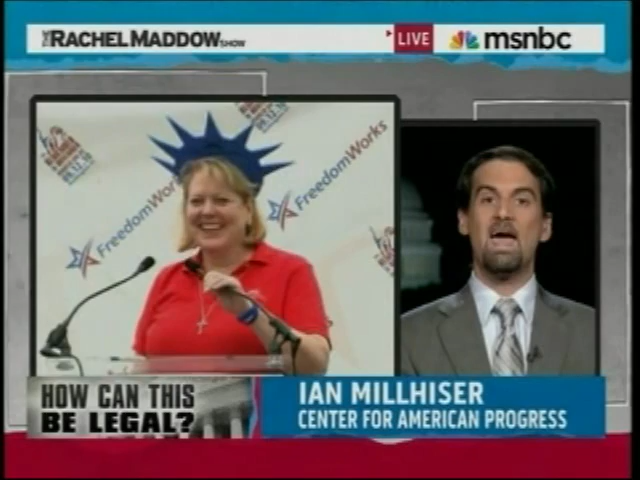 THE RACHEL MADDOW SHOW
LIVE
msnbc
FreedomWorks
FreedomWorks
HOW CAN THIS
BE LEGAL?
IAN MILLHISER
CENTER FOR AMERICAN PROGRESS